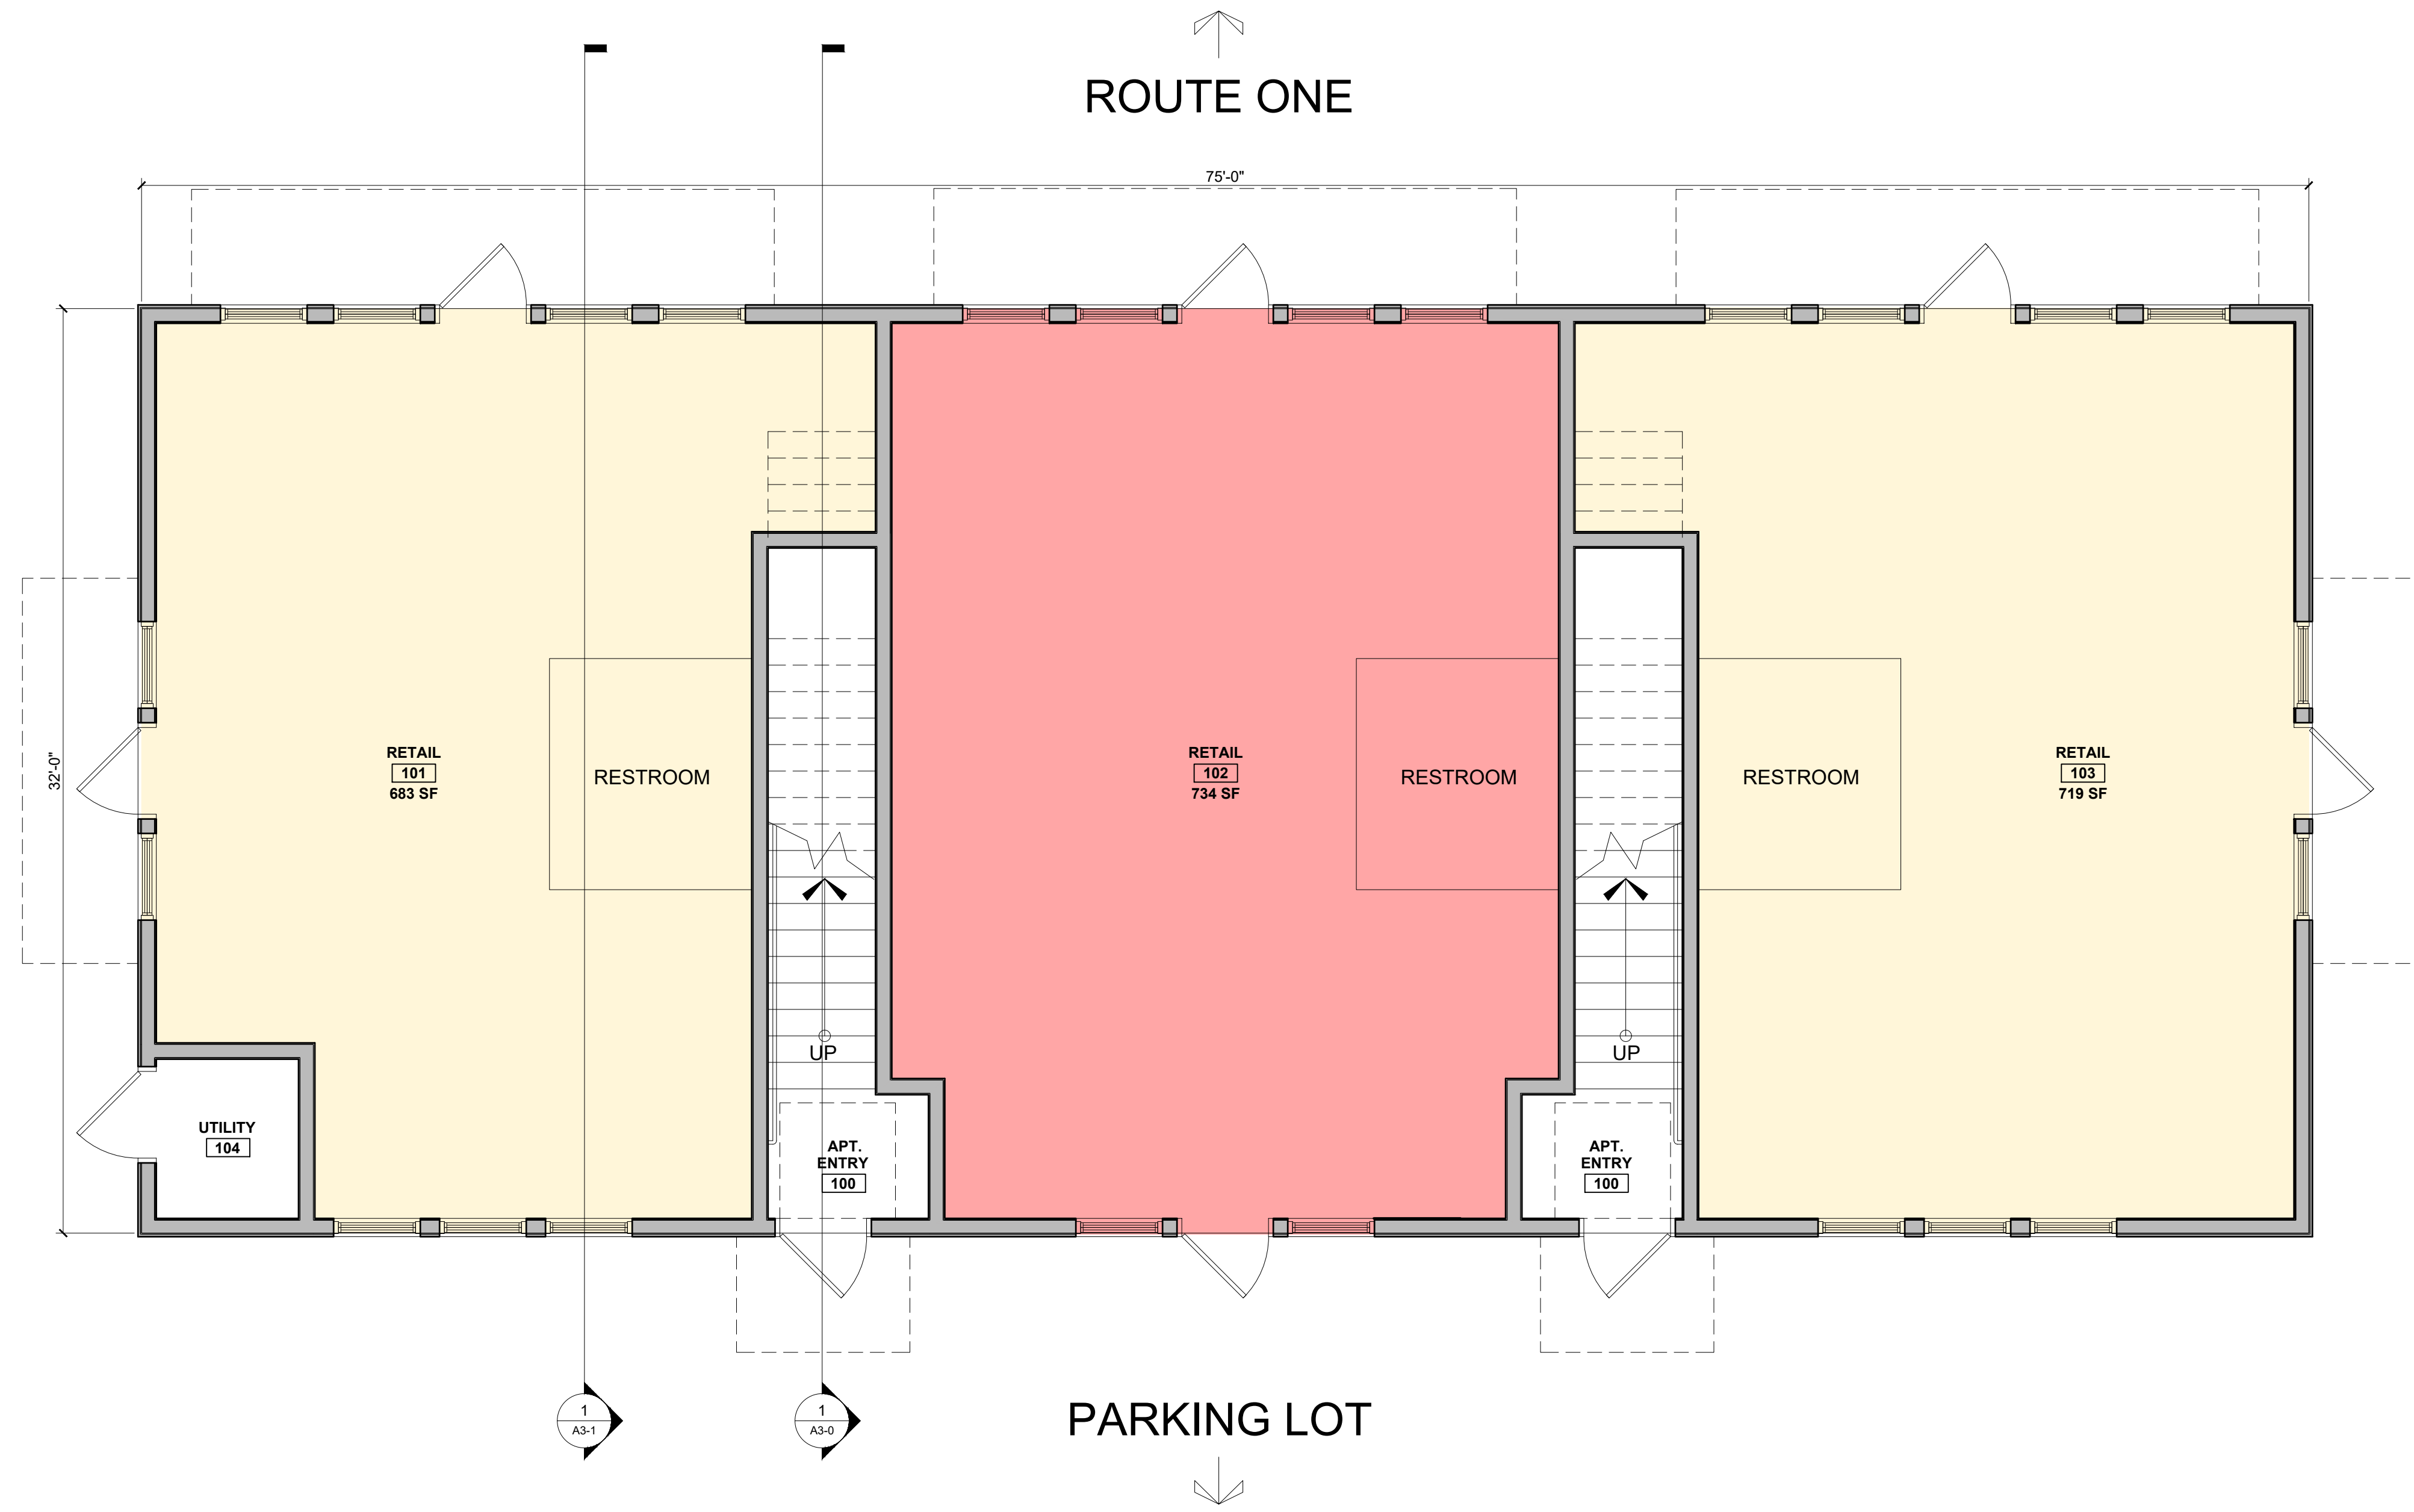 ROUTE ONE
75'-0"
32'-0"
RETAIL
101
683 SF
RESTROOM
RETAIL
102
734 SF
RESTROOM
RESTROOM
RETAIL
103
719 SF
UP
UP
UTILITY
104
APT.
ENTRY
100
APT.
ENTRY
100
1
A3-1
1
A3-0
PARKING LOT